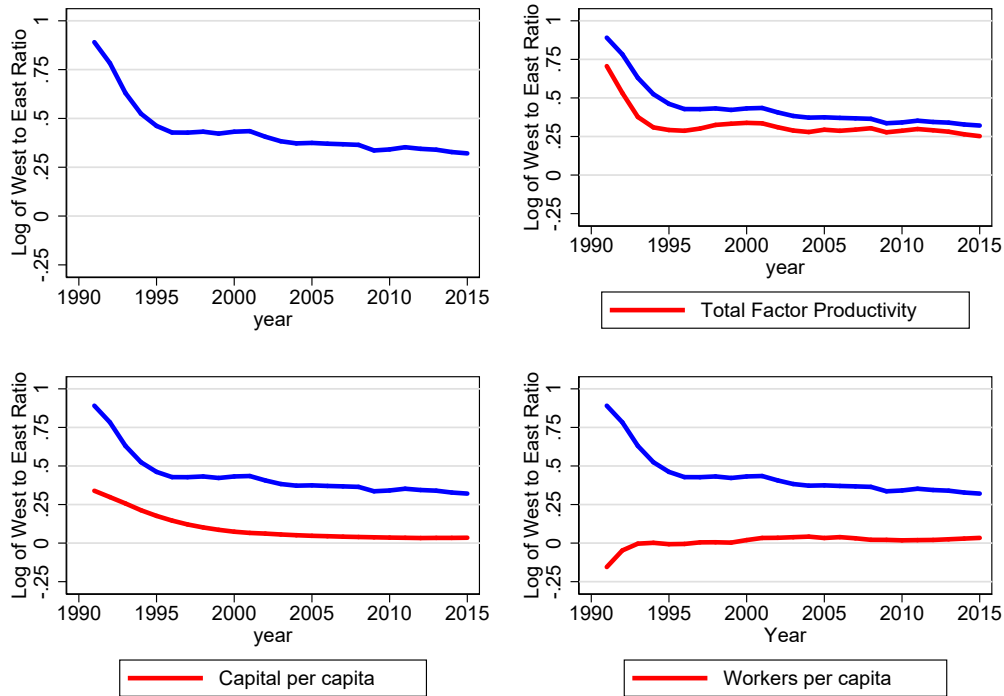 Log of West to East Ratio
1
.75
.5
.25
0
-.25
1990 1995 2000 2005 2010 2015
year
Log of West to East Ratio
1
.75
.5
.25
0
-.25
1990 1995 2000 2005 2010 2015
year
Total Factor Productivity
Log of West to East Ratio
1
.75
.5
.25
0
-.25
1990 1995 2000 2005 2010 2015
year
Capital per capita
Log of West to East Ratio
1
.75
.5
.25
0
-.25
1990 1995 2000 2005 2010 2015
Year
Workers per capita